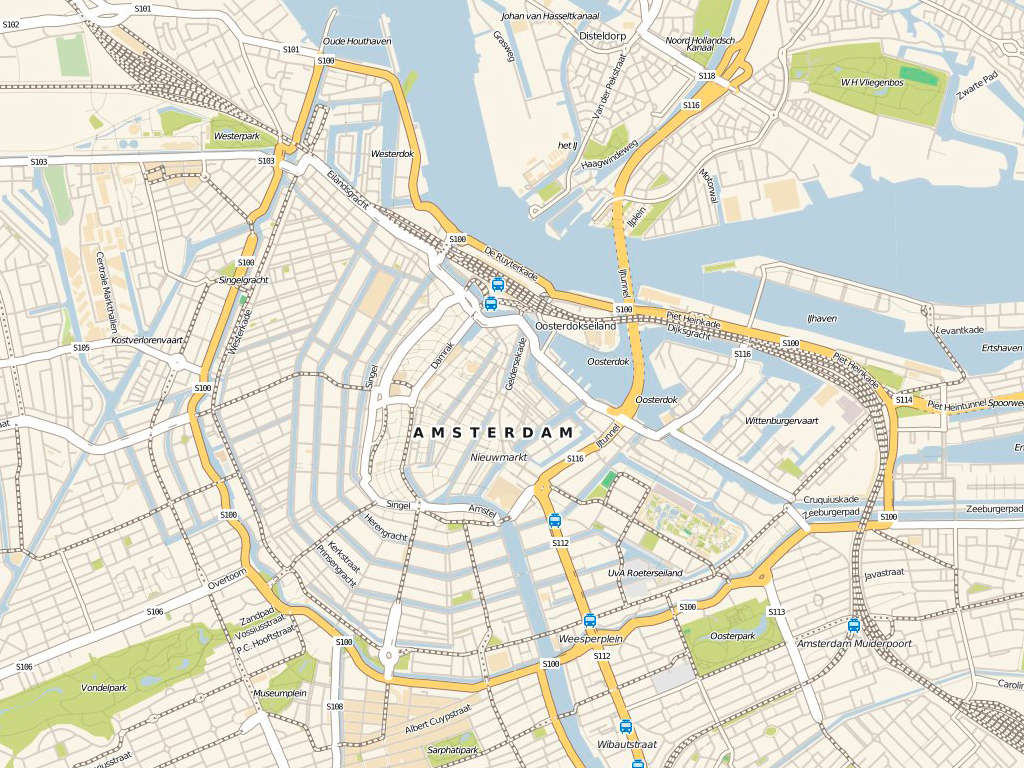 S101
Johan van Hasseltkanaal
S102
Disteldorp
Oude Houthaven
Noord Hollandsch
Kanaal
Grasweg
S101
S100
S118
W H Vliegenbos
Zwarte Pad
Van der Pekstraat
S116
Westerpark
het IJ
Haagwindeweg
Westerdok
S103
S103
Eilandsgracht
Motorwal
IJplein
S100
De Ruyterkade
S100
Centrale Markthallen
Singelgracht
IJtunnel
S100
Piet Heinkade
Dijksgracht
IJhaven
Levantkade
Oosterdokseiland
Westerkade
Kostverlorenvaart
S105
Damrak
Geldersekade
S116
S100
Ertshaven
Piet Heinkade
Oosterdok
Singel
S100
Oosterdok
S114
Piet Heintunnel
Spoorweg
Wittenburgervaart
AMSTERDAM
IJtunnel
Nieuwmarkt
S116
Singel
Amstel
Cruquiuskade
Zeeburgerpad
Zeeburgerpad
S100
S100
Herengracht
S112
Kerkstraat
Prinsengracht
UvA Roeterseiland
Javastraat
Overtoom
S106
S100
S113
Zandpad
Vossiusstraat
P.C. Hooftstraat
S100
Weesperplein
Oosterpark
Amsterdam Muiderpoort
S106
S100
S112
Vondelpark
Museumplein
S108
Albert Cuypstraat
Wibautstraat
Sarphatipark